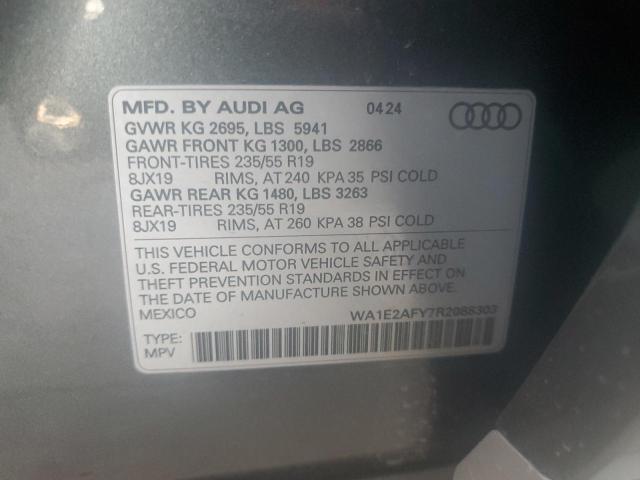 MFD. BY AUDI AG 04 24
GVWR KG 2695, LBS 5941
GAWR FRONT KG 1300, LBS 2866
FRONT-TIRES 235/55 R19
8JX19 RIMS, AT 240 KPA 35 PSI COLD
GAWR REAR KG 1480, LBS 3263
REAR-TIRES 235/55 R19
8JX19 RIMS, AT 260 KPA 38 PSI COLD
THIS VEHICLE CONFORMS TO ALL APPLICABLE
U.S. FEDERAL MOTOR VEHICLE SAFETY AND
THEFT PREVENTION STANDARDS IN EFFECT ON
THE DATE OF MANUFACTURE SHOWN ABOVE.
MEXICO WA1E2AFY7R2088303
TYPE:
MPV